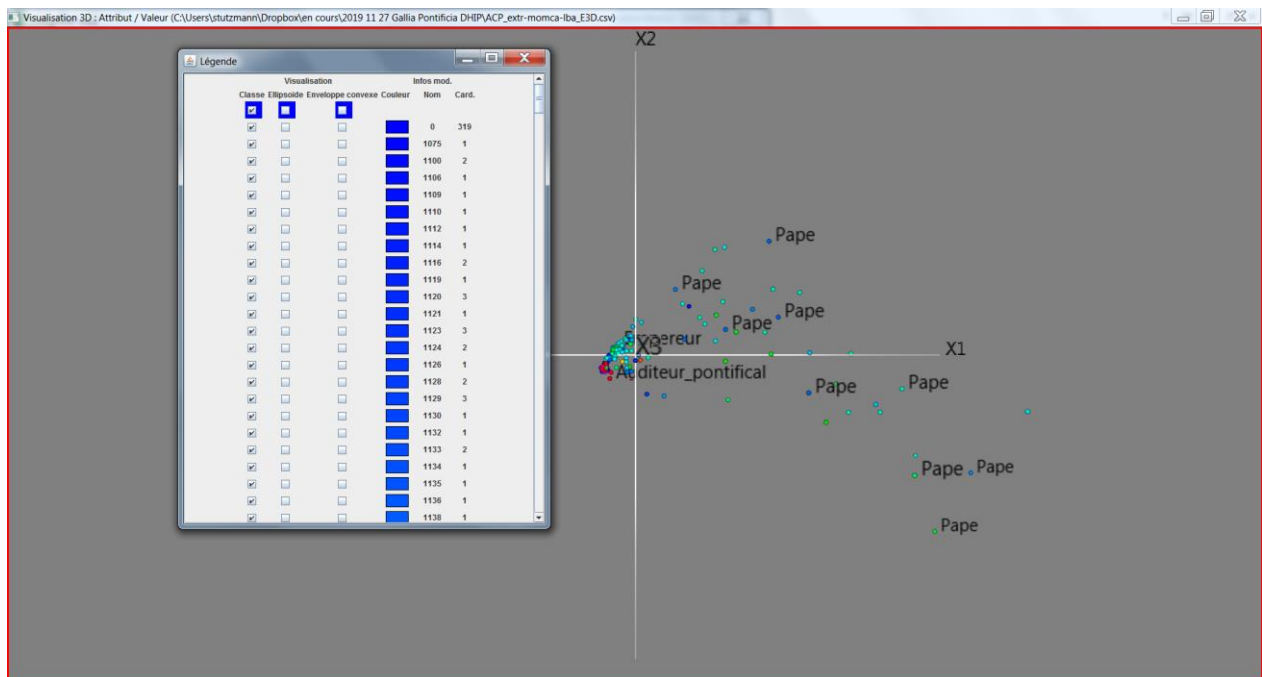 Visualisation 3D : Attribut / Valeur (C:\Users\stutzmann\Dropbox\en cours\2019 11 27 Gallia Pontificia DHIP\ACP_extr-momca-lba_E3D.csv)
Légende
Visualisation Infos mod.
Classe Ellipsoïde Enveloppe convexe Couleur Nom Card.
0 319
1075 1
1100 2
1106 1
1109 1
1110 1
1112 1
1114 1
1116 2
1119 1
1120 3
1121 1
1123 3
1124 2
1126 1
1128 2
1129 3
1130 1
1132 1
1133 2
1134 1
1135 1
1136 1
1138 1
X2
Pape
Pape
Pape
Pape
X3
X1
Auditeur_pontifical
Pape
Pape
Pape
Pape
Pape